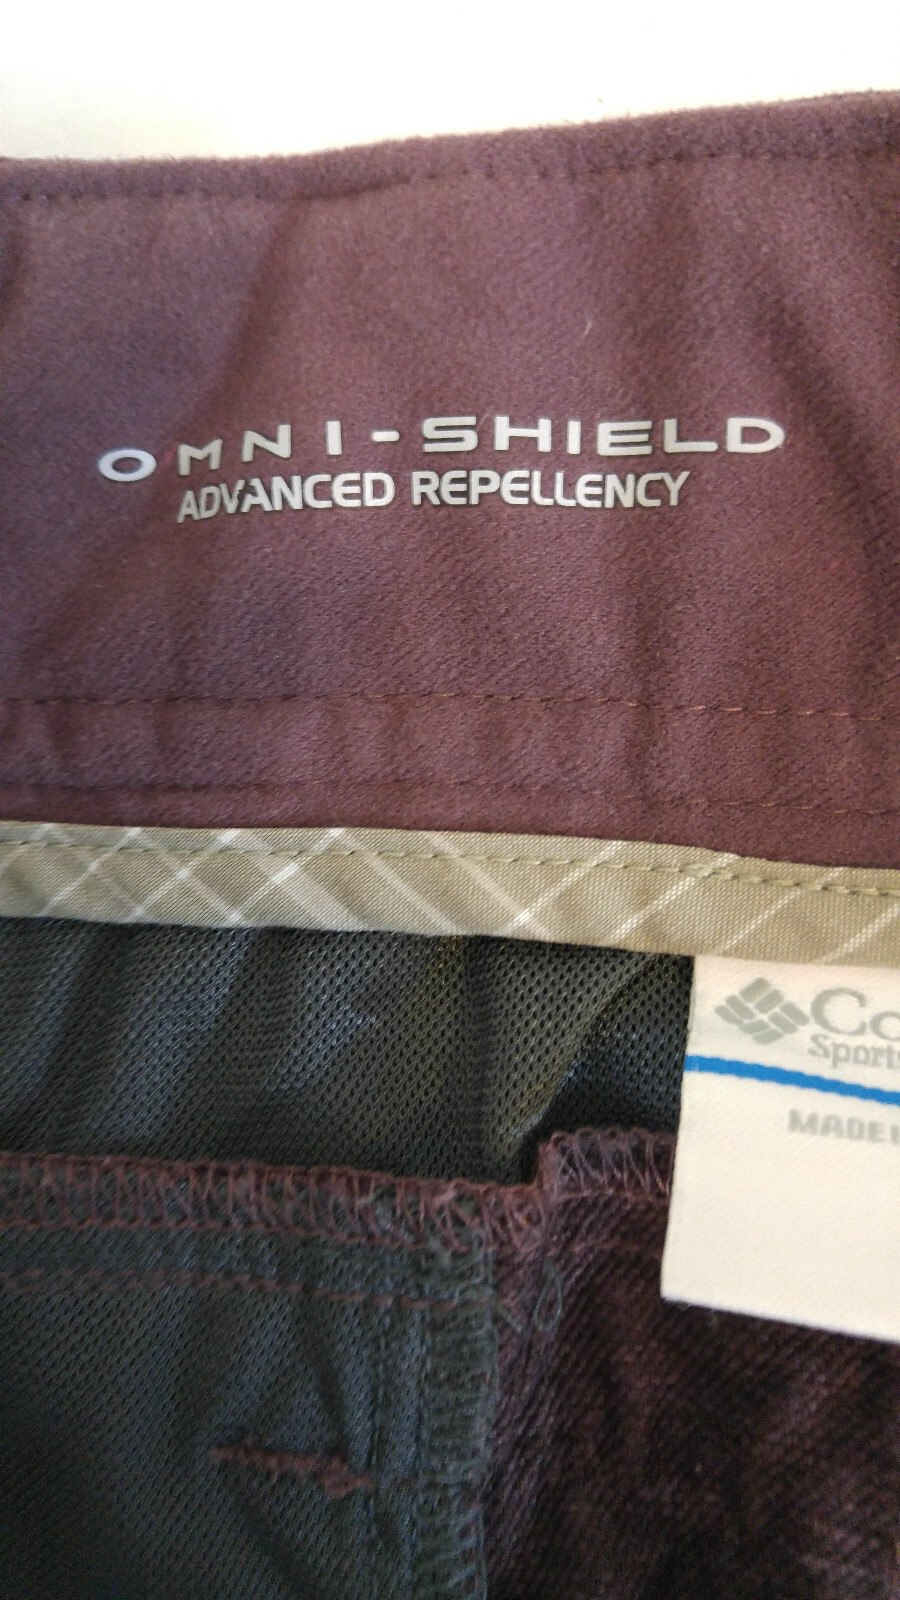 OMNI-SHIELD
ADVANCED REPELLENCY
Co
Sports
MADE